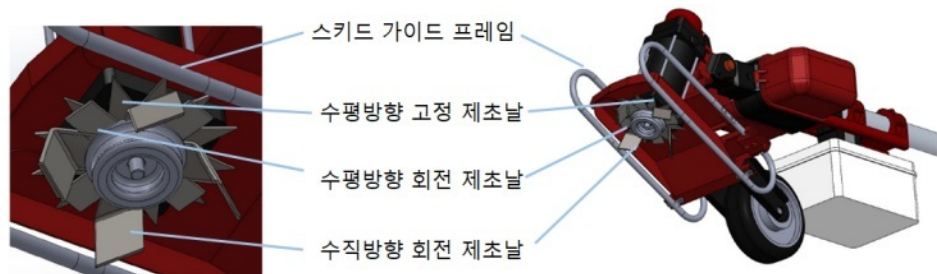 스키드 가이드 프레임
수평방향 고정 제초날
수평방향 회전 제초날
수직방향 회전 제초날